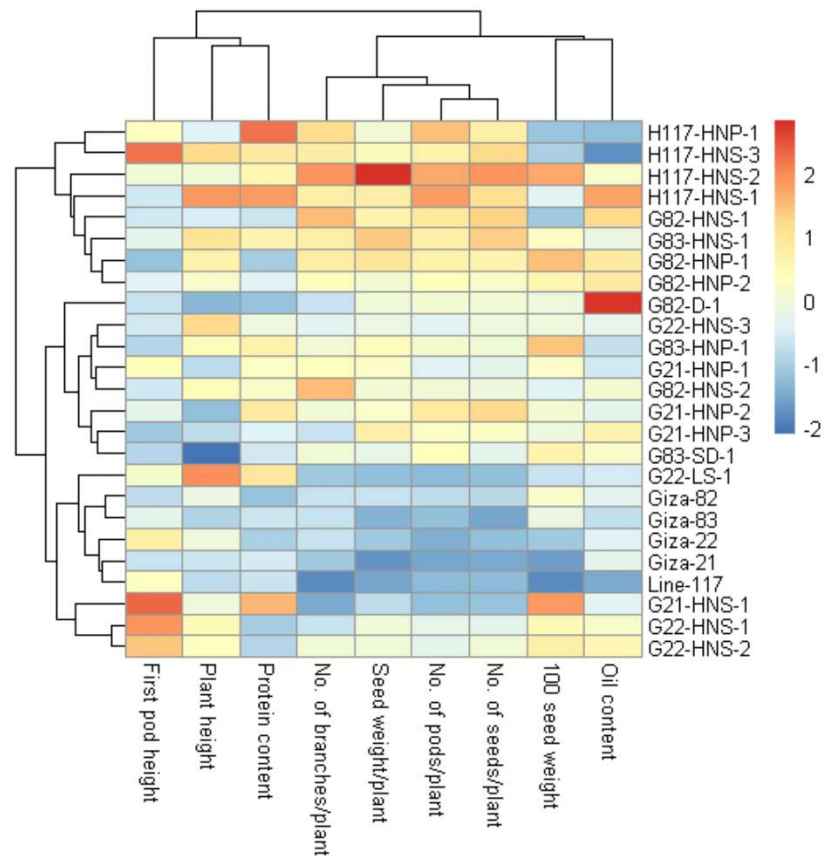 H117-HNP-1
H117-HNS-3
H117-HNS-2
H117-HNS-1
G82-HNS-1
G83-HNS-1
G82-HNP-1
G82-HNP-2
G82-D-1
G22-HNS-3
G83-HNP-1
G21-HNP-1
G82-HNS-2
G21-HNP-2
G21-HNP-3
G83-SD-1
G22-LS-1
Giza-82
Giza-83
Giza-22
Giza-21
Line-117
G21-HNS-1
G22-HNS-1
G22-HNS-2
2
1
0
-1
-2
First pod height
Plant height
Protein content
No. of branches/plant
Seed weight/plant
No. of pods/plant
No. of seeds/plant
100 seed weight
Oil content